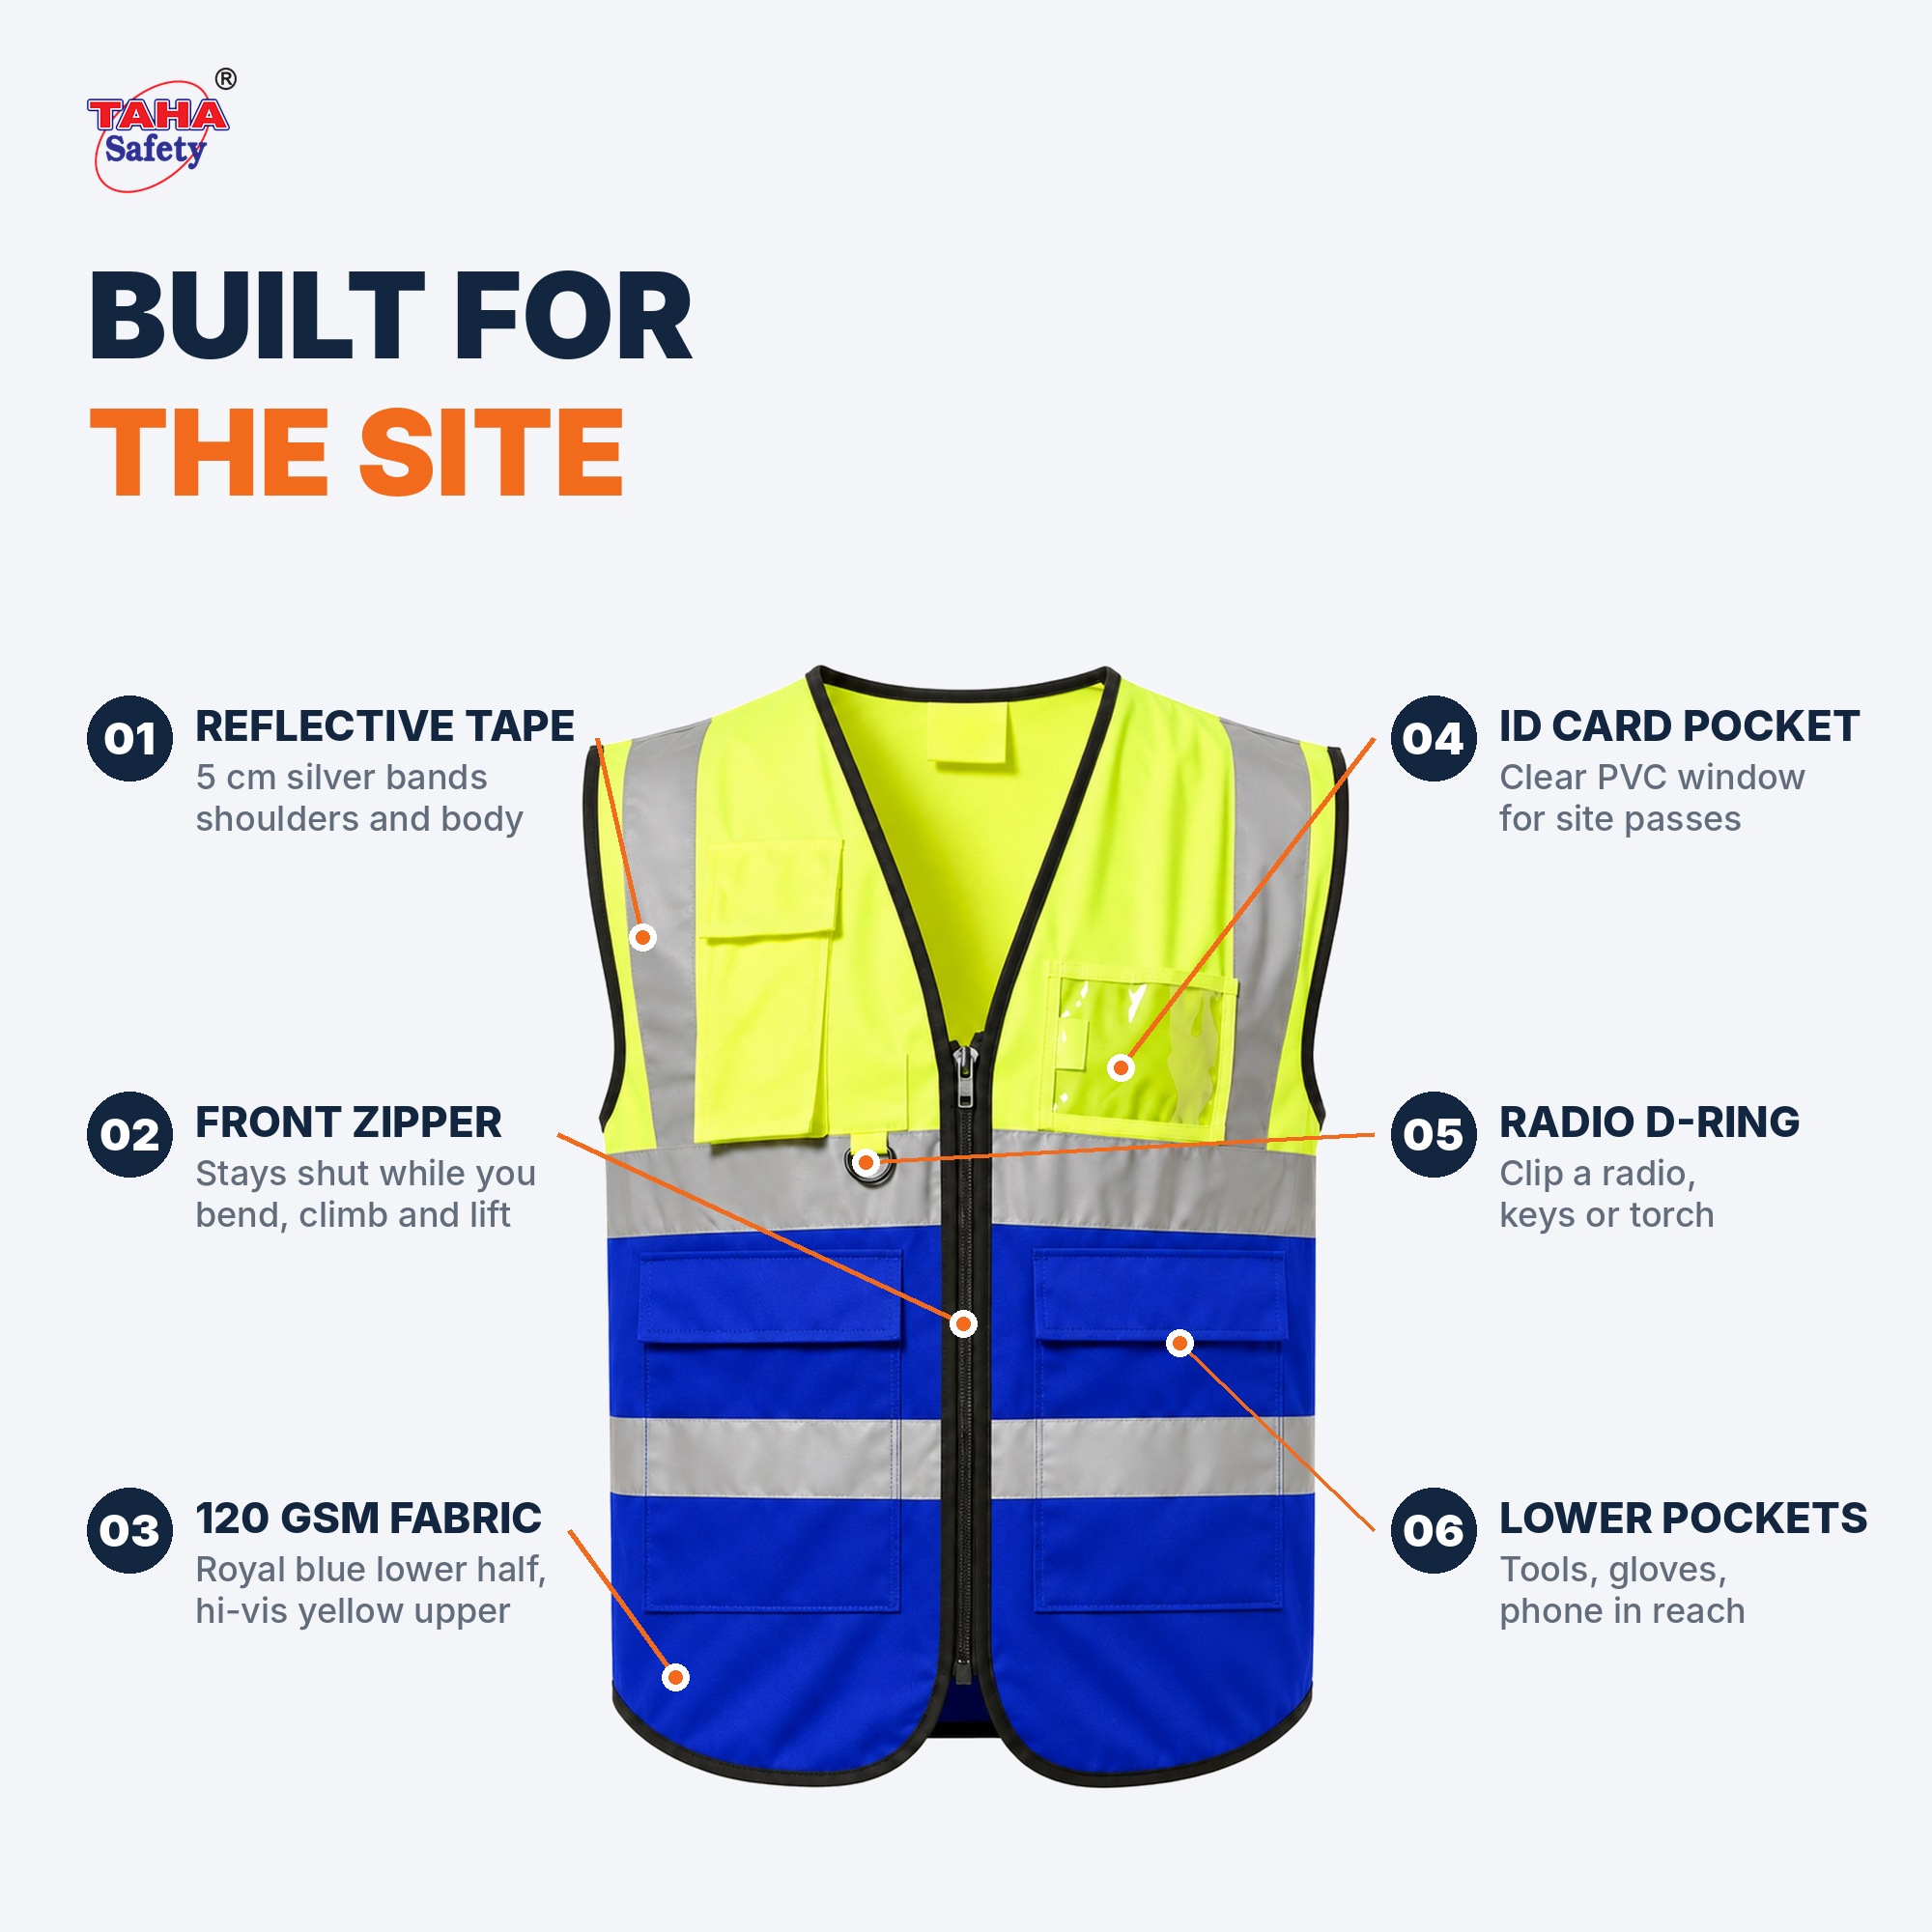 TAHA®
Safety
BUILT FOR
THE SITE
01
REFLECTIVE TAPE
5 cm silver bands
shoulders and body
02
FRONT ZIPPER
Stays shut while you
bend, climb and lift
03
120 GSM FABRIC
Royal blue lower half,
hi-vis yellow upper
04
ID CARD POCKET
Clear PVC window
for site passes
05
RADIO D-RING
Clip a radio,
keys or torch
06
LOWER POCKETS
Tools, gloves,
phone in reach